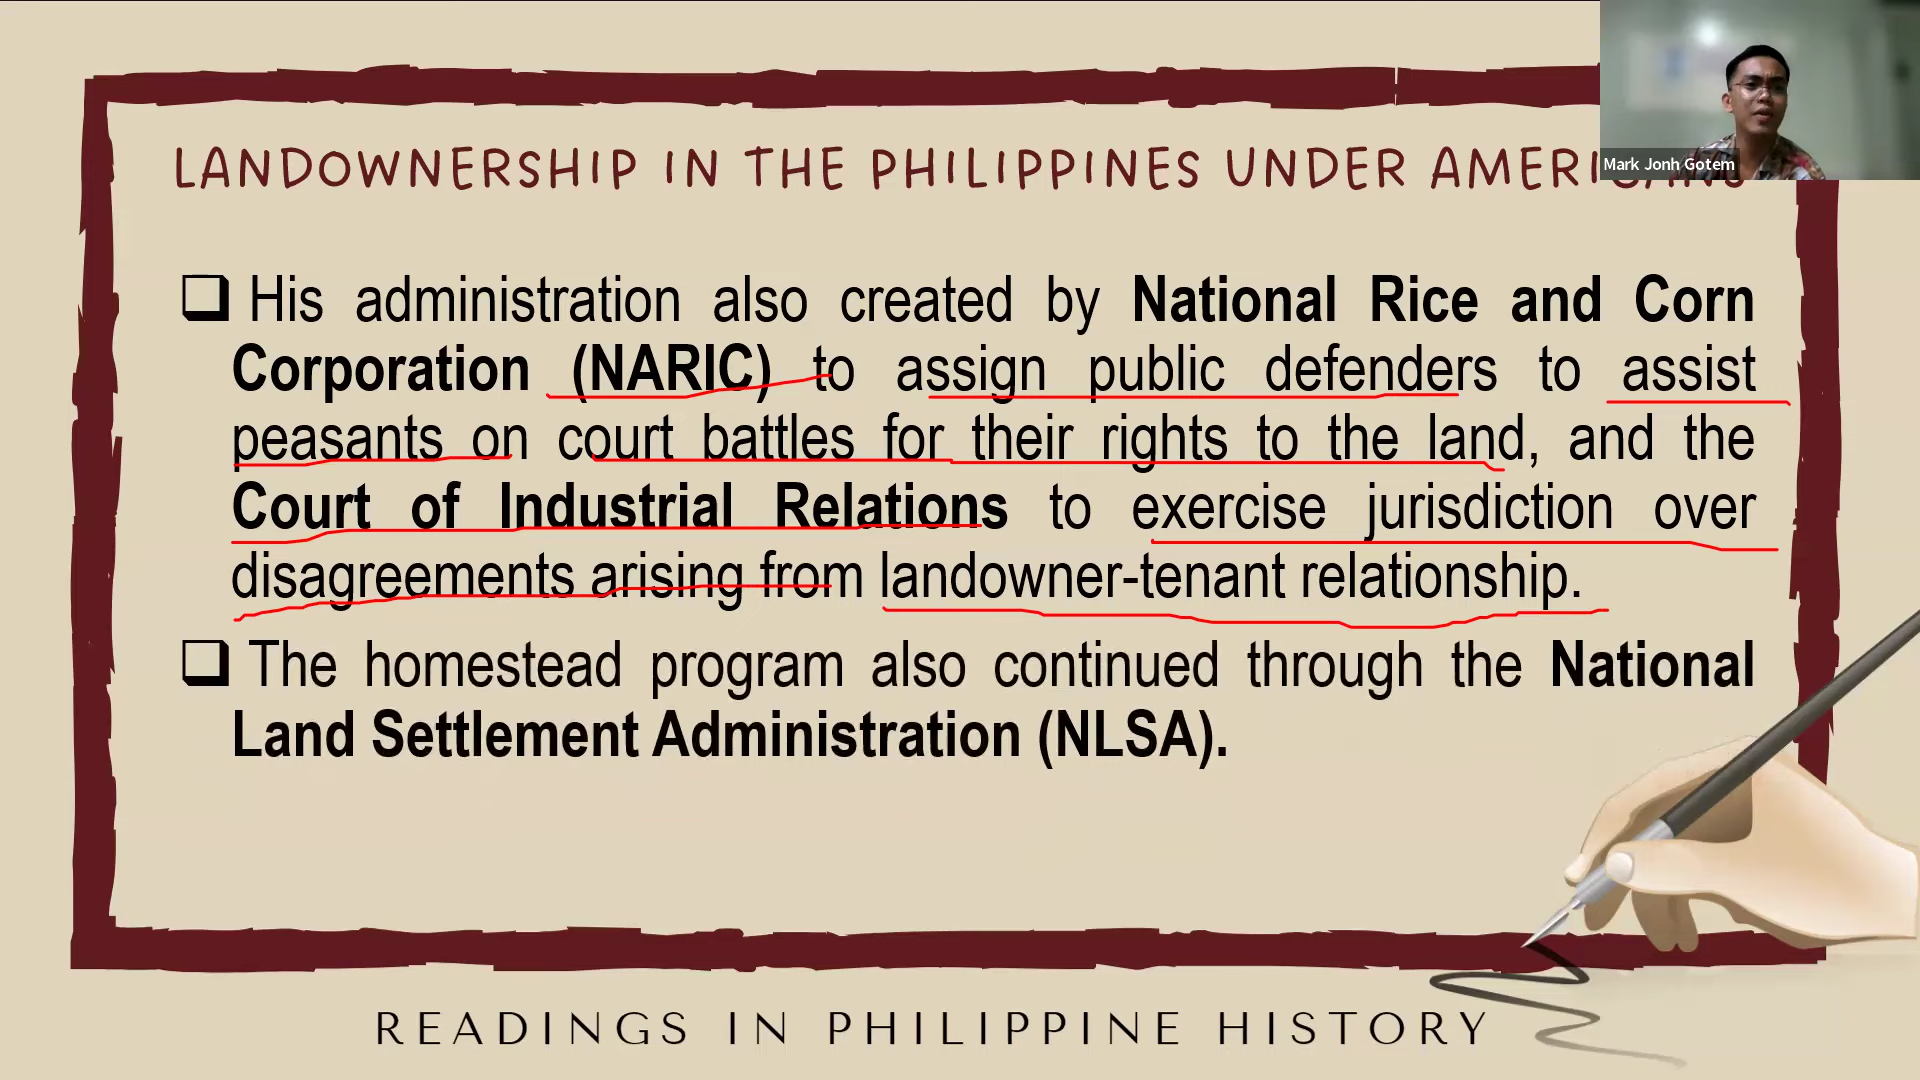 Mark Jonh Gotem
LANDOWNERSHIP IN THE PHILIPPINES UNDER
His administration also created by National Rice and Corn
Corporation (NARIC) to assign public defenders to assist
peasants on court battles for their rights to the land, and the
Court of Industrial Relations to exercise jurisdiction over
disagreements arising from landowner-tenant relationship.
The homestead program also continued through the National
Land Settlement Administration (NLSA).
READINGS IN PHILIPPINE HISTORY